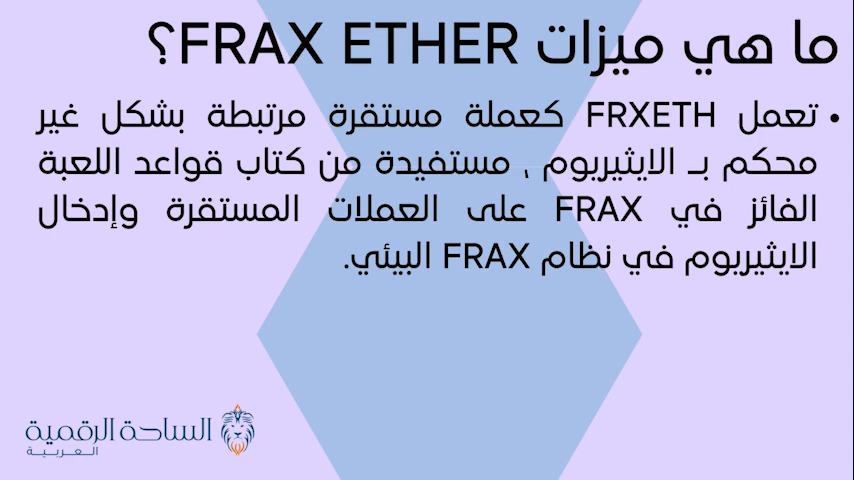 ما هي ميزات FRAX ETHER؟
• تعمل FRXETH كعملة مستقرة مرتبطة بشكل غير
محكم بـ الايثيريوم ، مستفيدة من كتاب قواعد اللعبة
الفائز في FRAX على العملات المستقرة وإدخال
الايثيريوم في نظام FRAX البيئي.
الساحة الرقمية
العربية